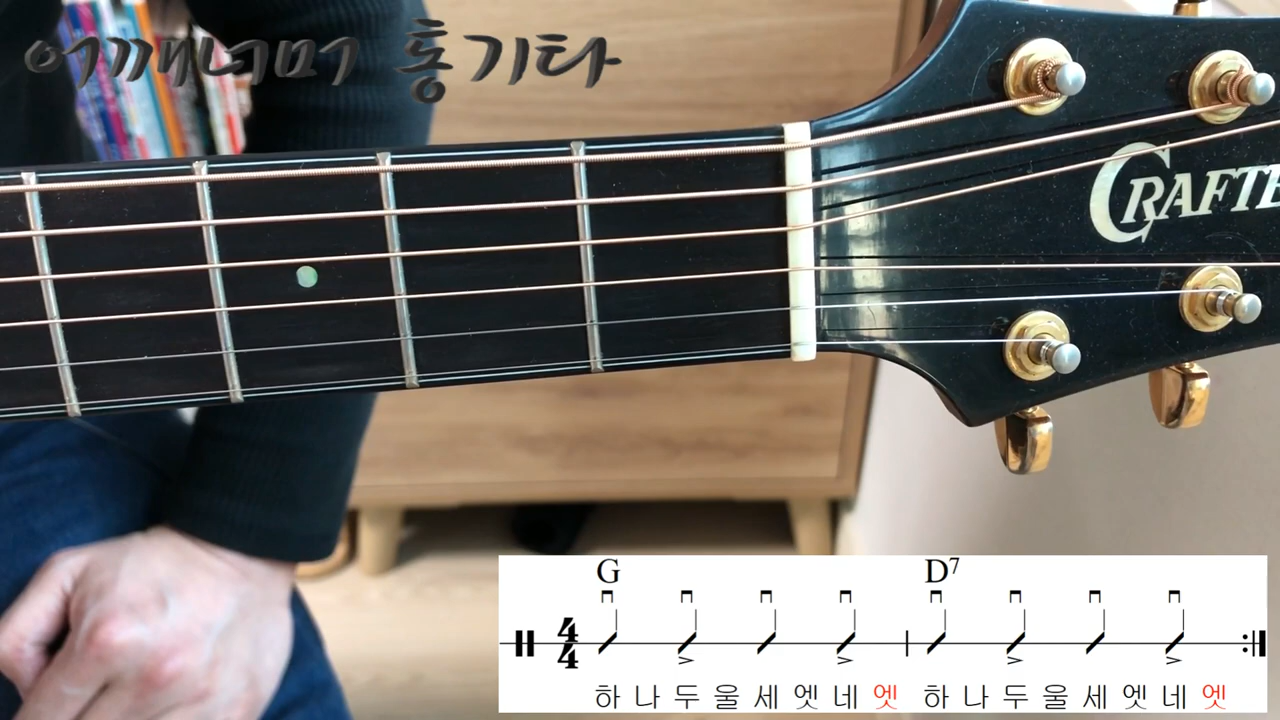 어깨너머 통기타
CRAFTE
G D7
4
4
하 나 두 울 세 엣 네 엣 하 나 두 울 세 엣 네 엣